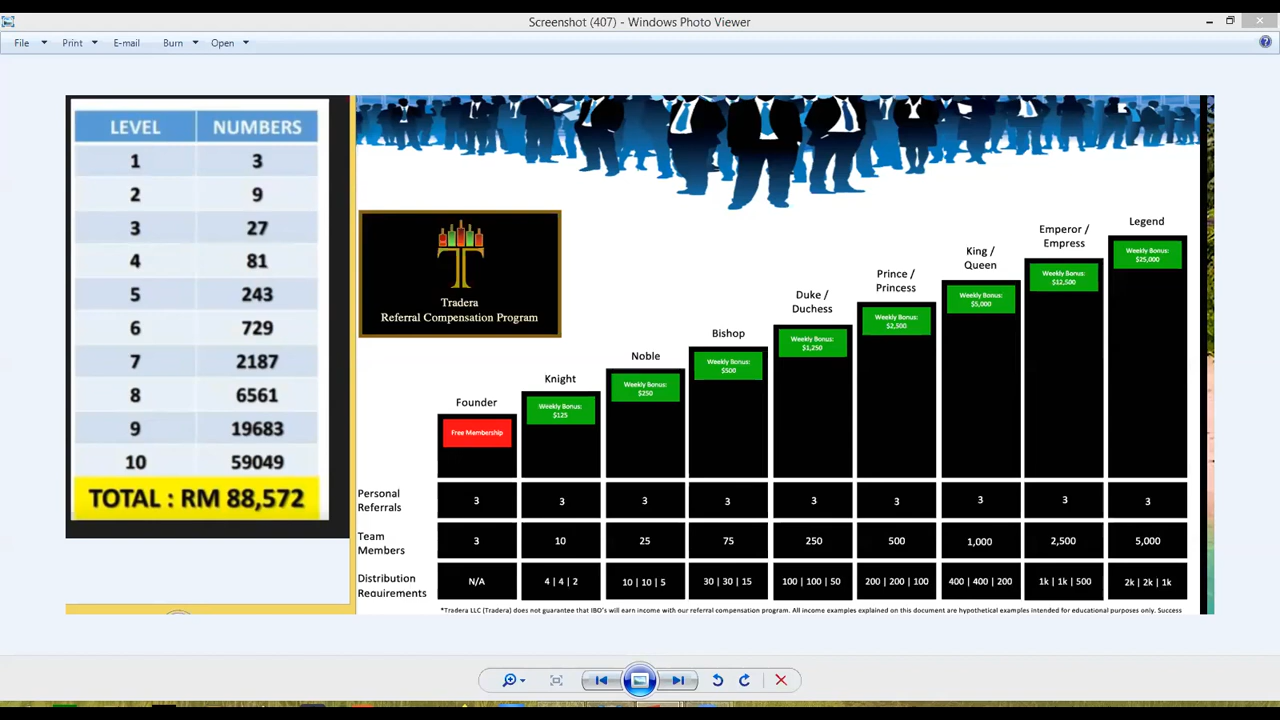 Screenshot (407) - Windows Photo Viewer
File Print E-mail Burn Open
LEVEL NUMBERS
1 3
2 9
3 27
4 81
5 243
6 729
7 2187
8 6561
9 19683
10 59049
TOTAL : RM 88,572
Tradera
Referral Compensation Program
Founder
Free Membership
Knight
Weekly Bonus:
$125
Noble
Weekly Bonus:
$250
Bishop
Weekly Bonus:
$500
Duke /
Duchess
Weekly Bonus:
$1,250
Prince /
Princess
Weekly Bonus:
$2,500
King /
Queen
Weekly Bonus:
$5,000
Emperor /
Empress
Weekly Bonus:
$12,500
Legend
Weekly Bonus:
$25,000
Personal
Referrals
3 3 3 3 3 3 3 3 3
Team
Members
3 10 25 75 250 500 1,000 2,500 5,000
Distribution
Requirements
N/A 4|4|2 10|10|5 30|30|15 100|100|50 200|200|100 400|400|200 1k|1k|500 2k|2k|1k
*Tradera LLC (Tradera) does not guarantee that IBO's will earn income with our referral compensation program. All income examples explained on this document are hypothetical examples intended for educational purposes only. Success